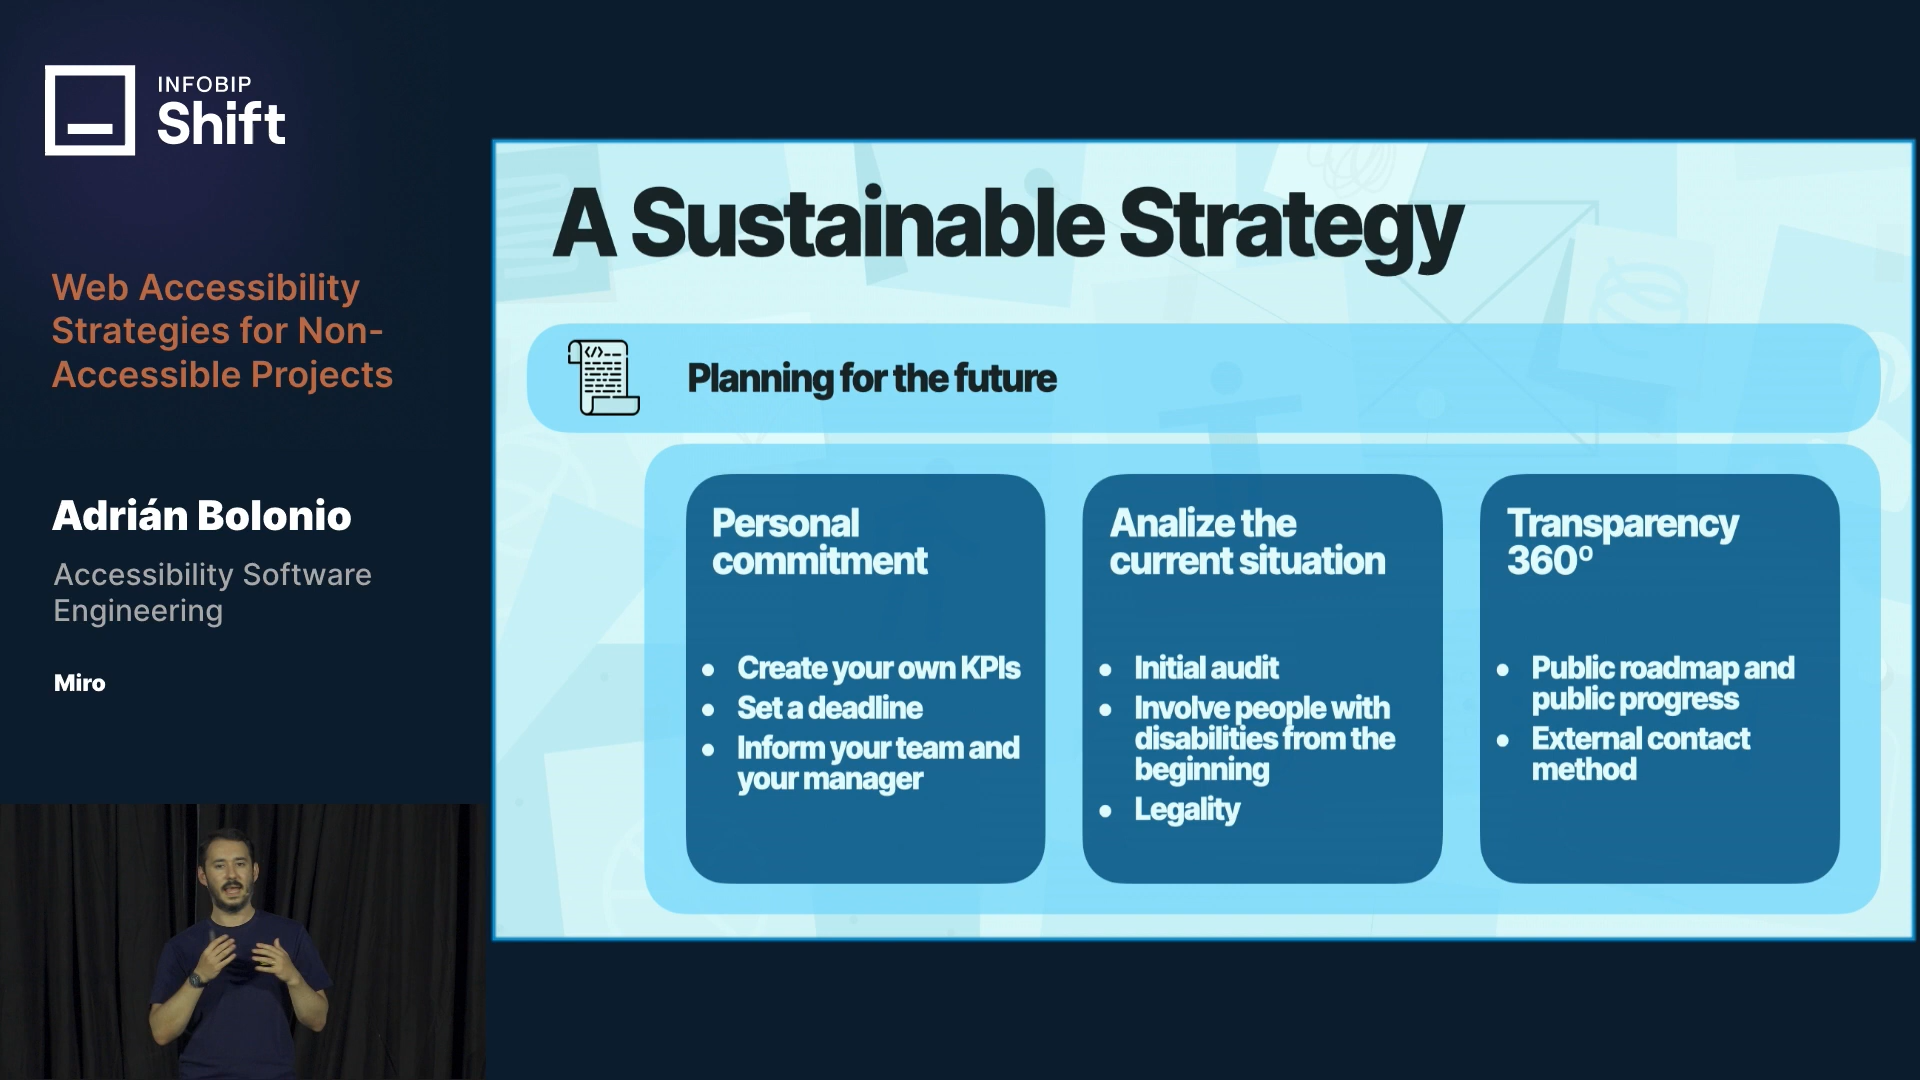 INFOBIP
Shift
Web Accessibility
Strategies for Non-
Accessible Projects
Adrián Bolonio
Accessibility Software
Engineering
Miro
A Sustainable Strategy
</>
Planning for the future
Personal
commitment
• Create your own KPIs
• Set a deadline
• Inform your team and
your manager
Analize the
current situation
• Initial audit
• Involve people with
disabilities from the
beginning
• Legality
Transparency
360º
• Public roadmap and
public progress
• External contact
method